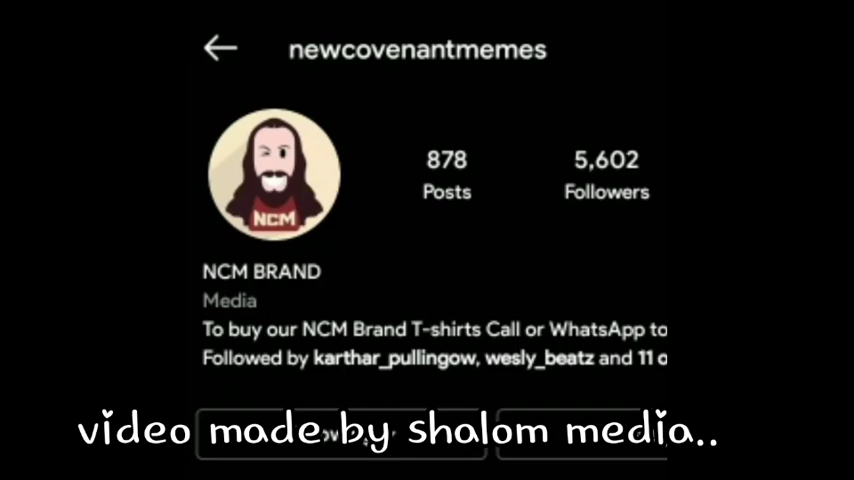 newcovenantmemes
878
Posts
5,602
Followers
NCM
NCM BRAND
Media
To buy our NCM Brand T-shirts Call or WhatsApp to
Followed by karthar_pullingow, wesly_beatz and 11 o
video made by shalom media..